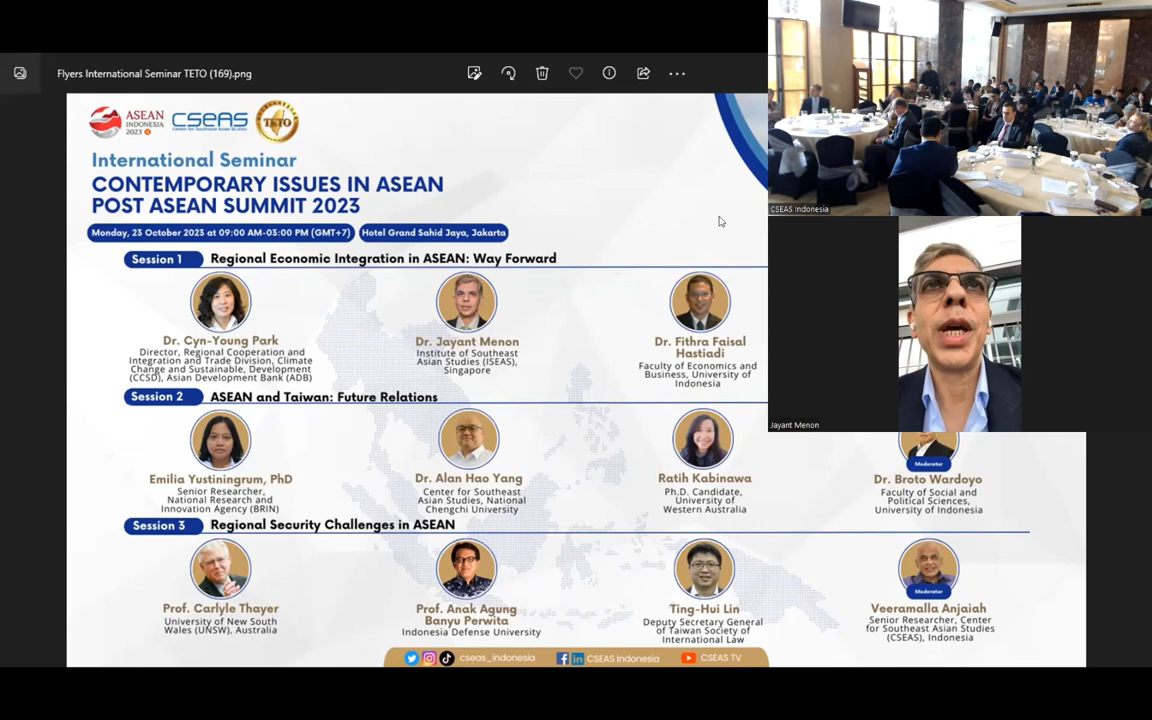 Flyers International Seminar TETO (169).png
ASEAN
INDONESIA
2023
CSEAS
Center for Southeast Asian Studies
TETO
International Seminar
CONTEMPORARY ISSUES IN ASEAN
POST ASEAN SUMMIT 2023
Monday, 23 October 2023 at 09:00 AM-03:00 PM (GMT+7)
Hotel Grand Sahid Jaya, Jakarta
CSEAS Indonesia
Session 1
Regional Economic Integration in ASEAN: Way Forward
Dr. Cyn-Young Park
Director, Regional Cooperation and
Integration and Trade Division, Climate
Change and Sustainable, Development
(CCSD), Asian Development Bank (ADB)
Dr. Jayant Menon
Institute of Southeast
Asian Studies (ISEAS),
Singapore
Dr. Fithra Faisal
Hastiadi
Faculty of Economics and
Business, University of
Indonesia
Jayant Menon
Session 2
ASEAN and Taiwan: Future Relations
Emilia Yustiningrum, PhD
Senior Researcher,
National Research and
Innovation Agency (BRIN)
Dr. Alan Hao Yang
Center for Southeast
Asian Studies, National
Chengchi University
Ratih Kabinawa
Ph.D. Candidate,
University of
Western Australia
Moderator
Dr. Broto Wardoyo
Faculty of Social and
Political Sciences,
University of Indonesia
Session 3
Regional Security Challenges in ASEAN
Prof. Carlyle Thayer
University of New South
Wales (UNSW), Australia
Prof. Anak Agung
Banyu Perwita
Indonesia Defense University
Ting-Hui Lin
Deputy Secretary General
of Taiwan Society of
International Law
Moderator
Veeramalla Anjaiah
Senior Researcher, Center
for Southeast Asian Studies
(CSEAS), Indonesia
cseas_indonesia
CSEAS Indonesia
CSEAS TV